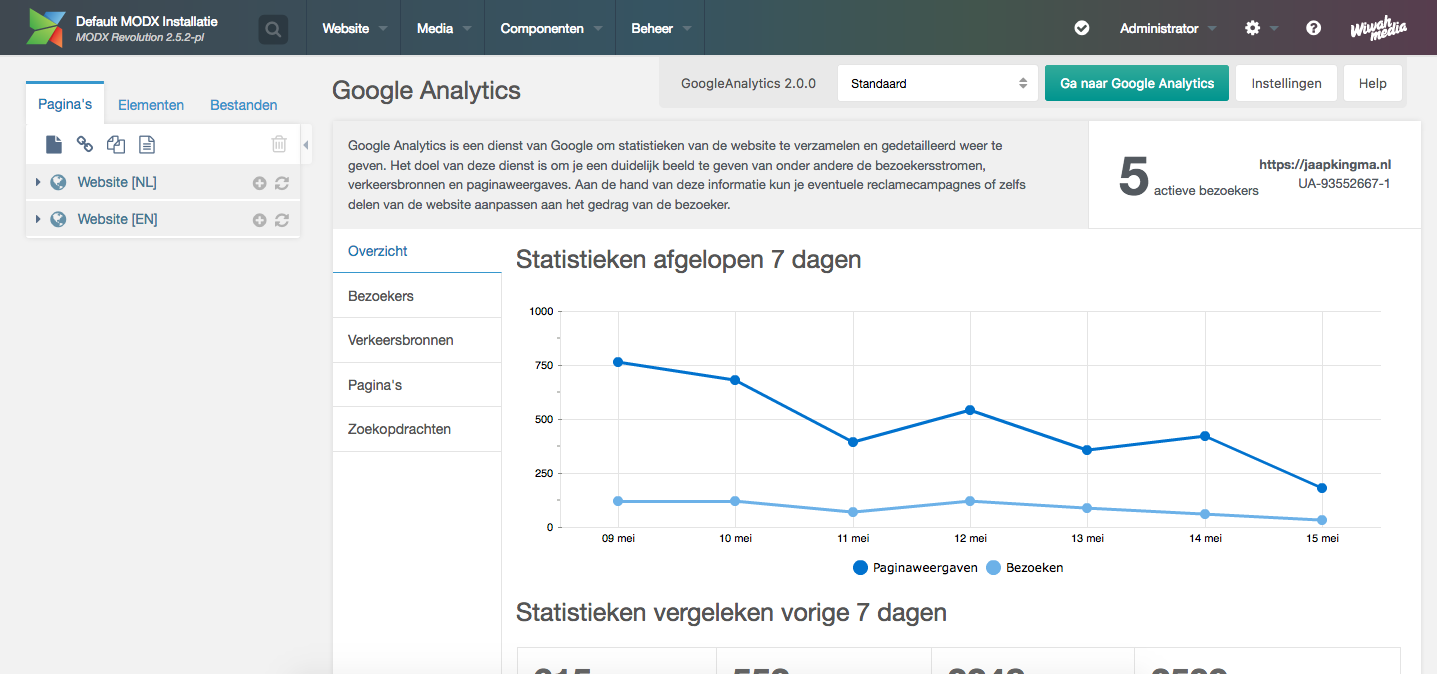 Default MODX Installatie
MODX Revolution 2.5.2-pl
Website
Media
Componenten
Beheer
Administrator
Wiwah media
Pagina's
Elementen
Bestanden
Website [NL]
Website [EN]
Google Analytics
GoogleAnalytics 2.0.0
Standaard
Ga naar Google Analytics
Instellingen
Help
Google Analytics is een dienst van Google om statistieken van de website te verzamelen en gedetailleerd weer te
geven. Het doel van deze dienst is om je een duidelijk beeld te geven van onder andere de bezoekersstromen,
verkeersbronnen en paginaweergaves. Aan de hand van deze informatie kun je eventuele reclamecampagnes of zelfs
delen van de website aanpassen aan het gedrag van de bezoeker.
5 actieve bezoekers
https://jaapkingma.nl
UA-93552667-1
Overzicht
Bezoekers
Verkeersbronnen
Pagina's
Zoekopdrachten
Statistieken afgelopen 7 dagen
1000
750
500
250
0
09 mei
10 mei
11 mei
12 mei
13 mei
14 mei
15 mei
Paginaweergaven
Bezoeken
Statistieken vergeleken vorige 7 dagen